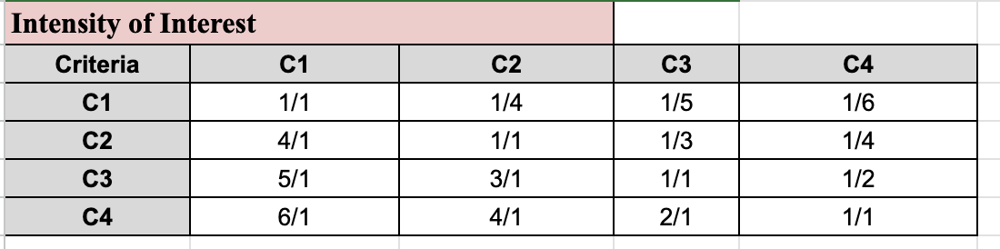 Intensity of Interest
Criteria C1 C2 C3 C4
C1 1/1 1/4 1/5 1/6
C2 4/1 1/1 1/3 1/4
C3 5/1 3/1 1/1 1/2
C4 6/1 4/1 2/1 1/1